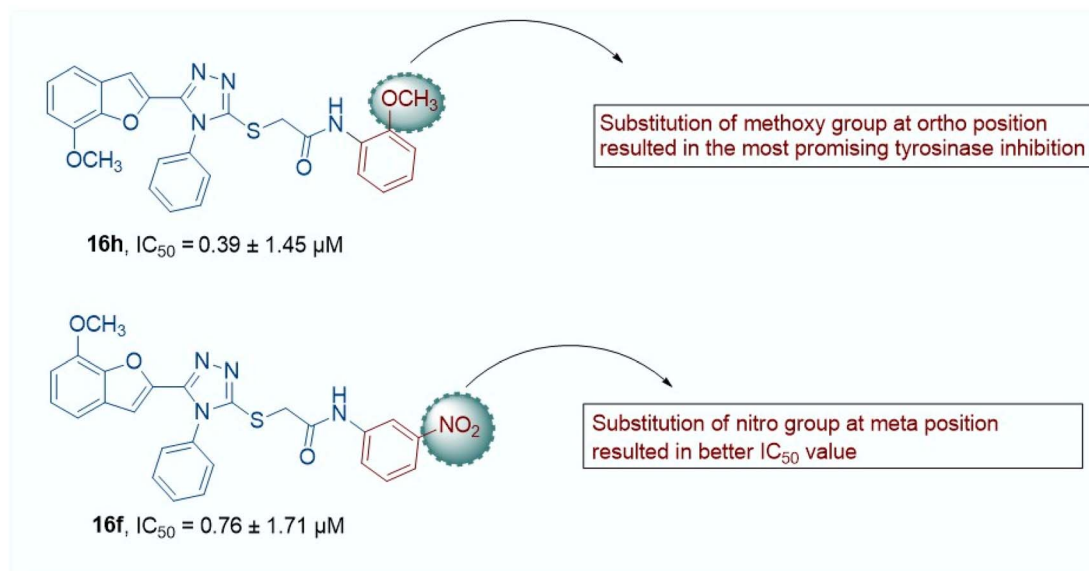 N N
H
N
OCH₃
O
N
S
O
OCH₃
Substitution of methoxy group at ortho position
resulted in the most promising tyrosinase inhibition
16h, IC₅₀ = 0.39 ± 1.45 µM
OCH₃
O
N N
H
N
N
S
O
NO₂
Substitution of nitro group at meta position
resulted in better IC₅₀ value
16f, IC₅₀ = 0.76 ± 1.71 µM